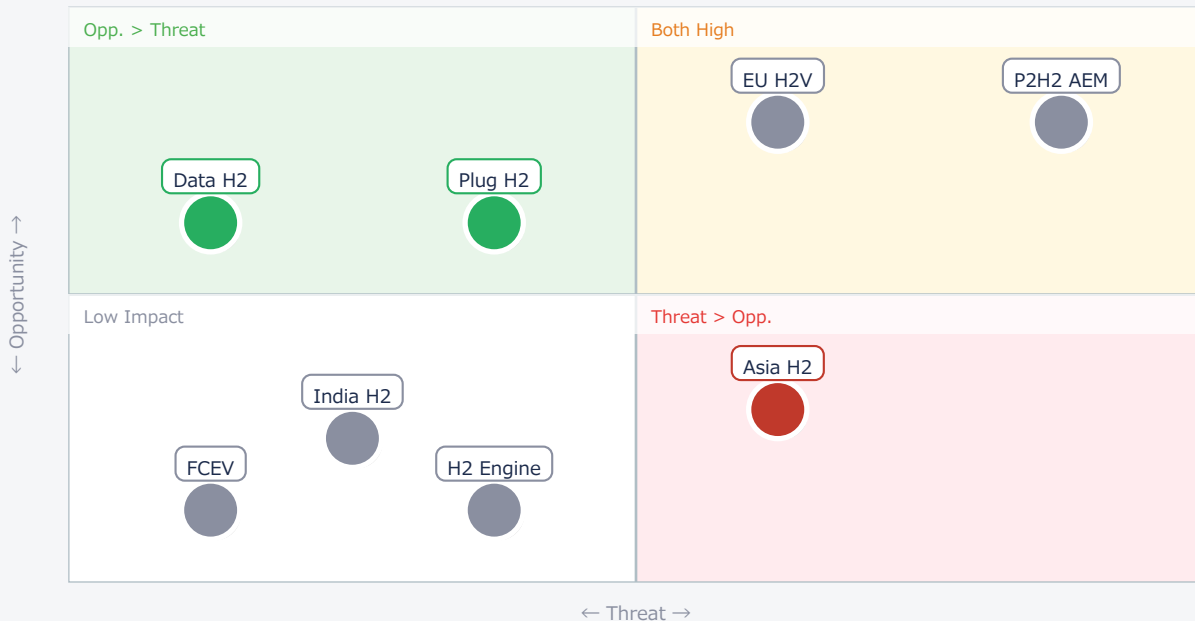 Opp. > Threat
Both High
EU H2V
P2H2 AEM
Data H2
Plug H2
← Opportunity →
Low Impact
Threat > Opp.
Asia H2
India H2
FCEV
H2 Engine
← Threat →